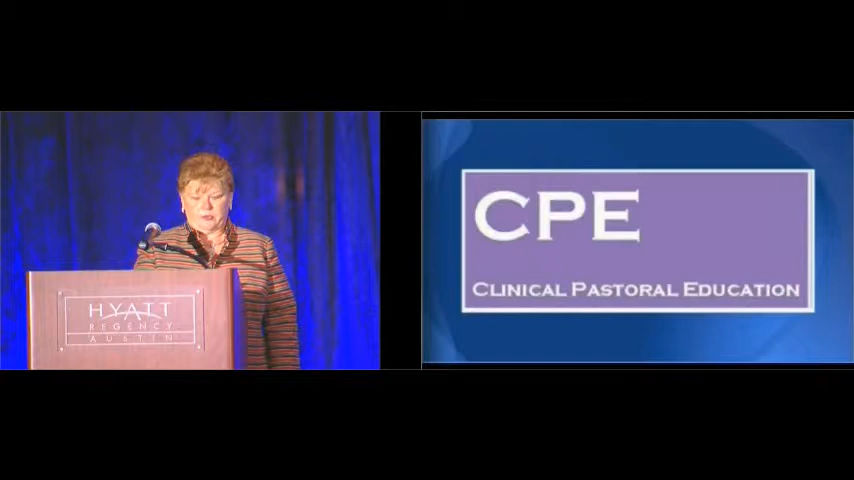 HYATT
REGENCY
AUSTIN
CPE
CLINICAL PASTORAL EDUCATION